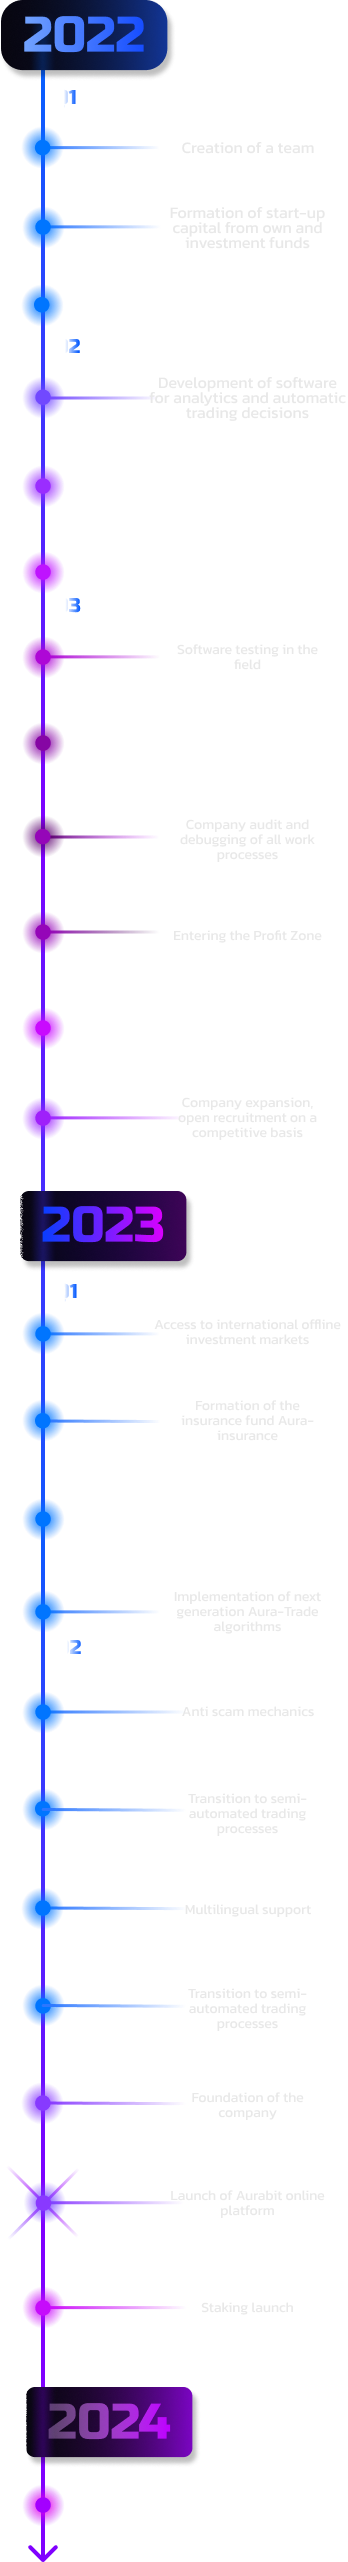 2022
1
Creation of a team
Formation of start-up
capital from own and
investment funds
2
Development of software
for analytics and automatic
trading decisions
3
Software testing in the
field
Company audit and
debugging of all work
processes
Entering the Profit Zone
Company expansion,
open recruitment on a
competitive basis
2023
1
Access to international offline
investment markets
Formation of the
insurance fund Aura-
insurance
Implementation of next
generation Aura-Trade
algorithms
2
Anti scam mechanics
Transition to semi-
automated trading
processes
Multilingual support
Transition to semi-
automated trading
processes
Foundation of the
company
Launch of Aurabit online
platform
Staking launch
2024